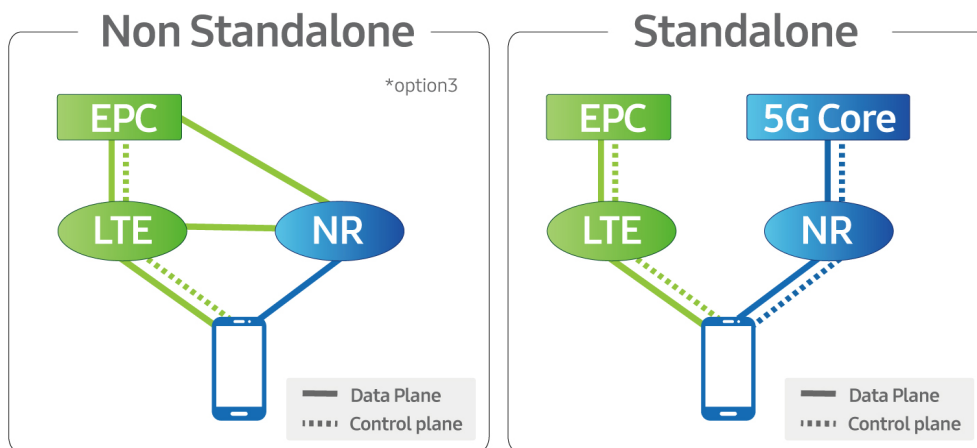 Non Standalone
*option3
EPC
LTE
NR
Data Plane
Control plane
Standalone
EPC
5G Core
LTE
NR
Data Plane
Control plane